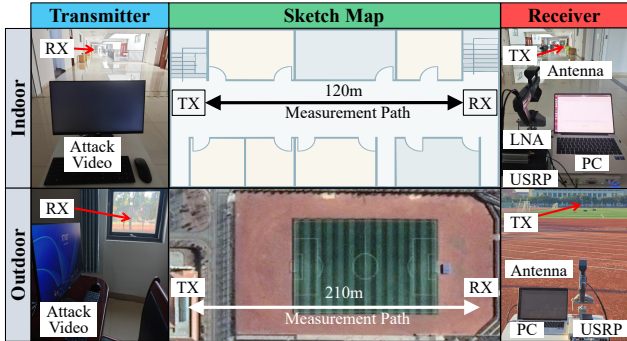 Transmitter
Sketch Map
Receiver
Indoor
RX
Attack
Video
TX
120m
Measurement Path
RX
TX
Antenna
LNA
PC
USRP
Outdoor
RX
Attack
Video
TX
210m
Measurement Path
RX
TX
Antenna
PC
USRP